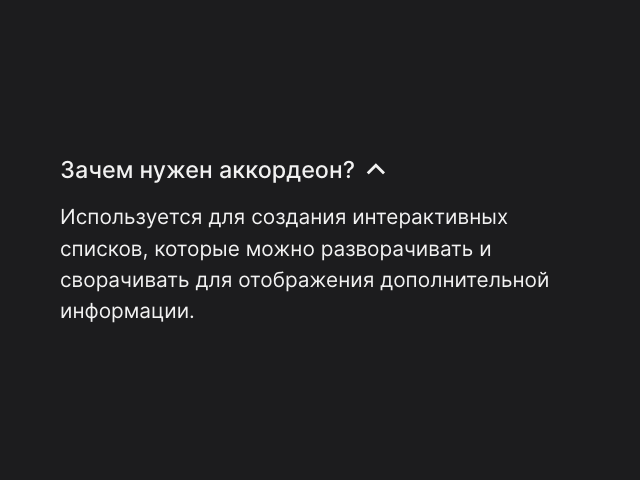 Зачем нужен аккордеон?
Используется для создания интерактивных
списков, которые можно разворачивать и
сворачивать для отображения дополнительной
информации.